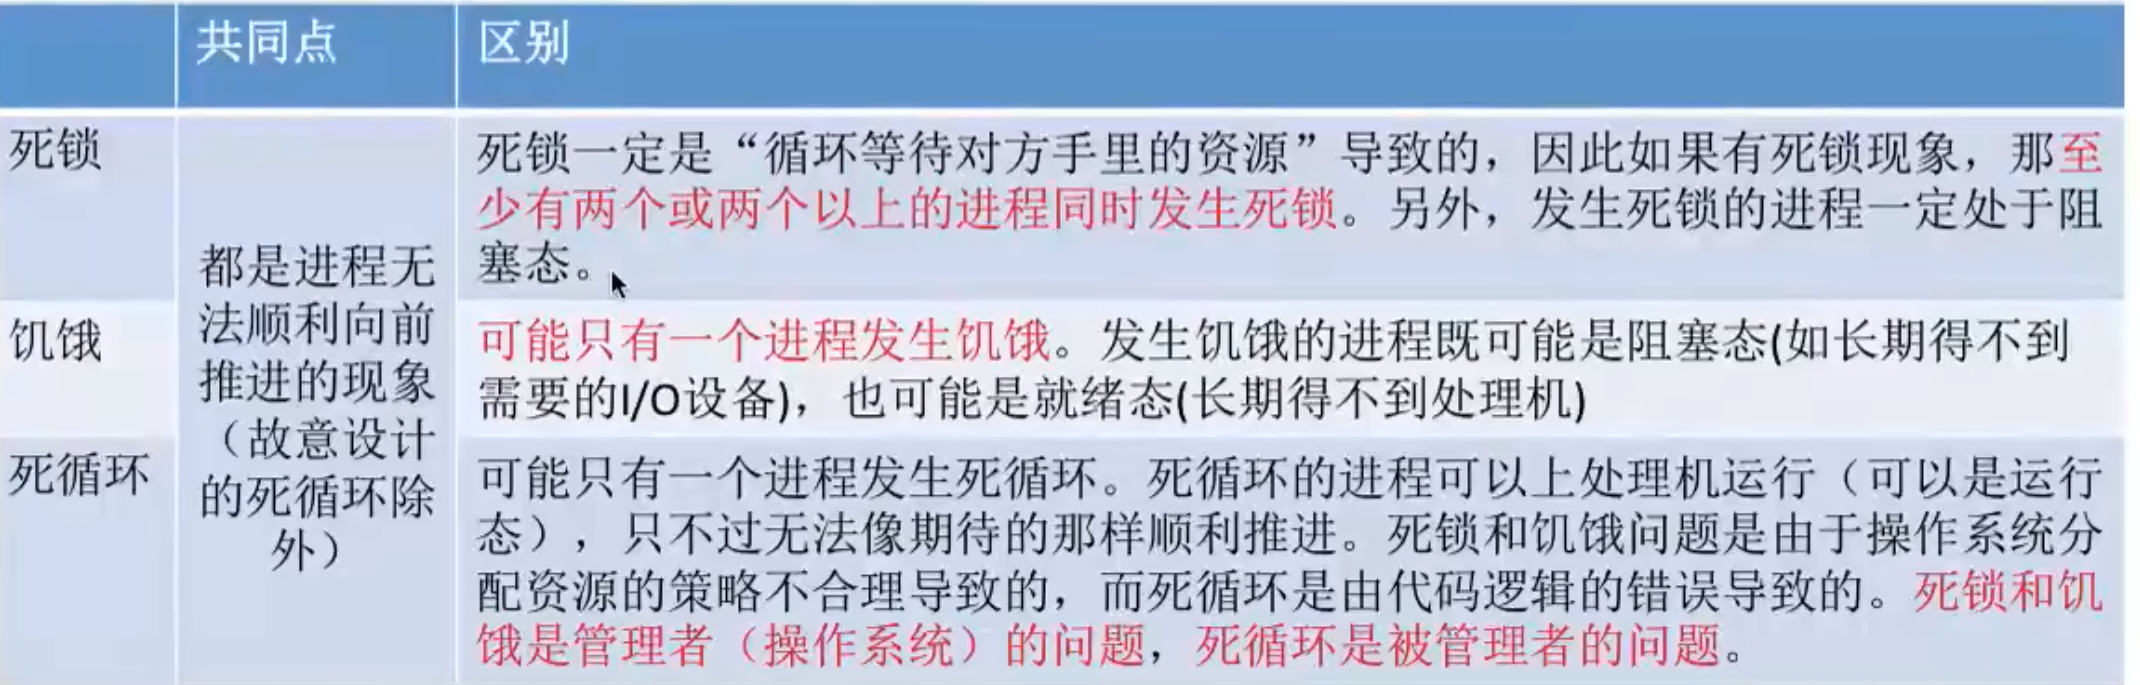 共同点
区别
死锁
都是进程无
法顺利向前
推进的现象
（故意设计
的死循环除
外）
死锁一定是“循环等待对方手里的资源”导致的，因此如果有死锁现象，那至
少有两个或两个以上的进程同时发生死锁。另外，发生死锁的进程一定处于阻
塞态。
饥饿
可能只有一个进程发生饥饿。发生饥饿的进程既可能是阻塞态(如长期得不到
需要的I/O设备)，也可能是就绪态(长期得不到处理机)
死循环
可能只有一个进程发生死循环。死循环的进程可以上处理机运行（可以是运行
态），只不过无法像期待的那样顺利推进。死锁和饥饿问题是由于操作系统分
配资源的策略不合理导致的，而死循环是由代码逻辑的错误导致的。死锁和饥
饿是管理者（操作系统）的问题，死循环是被管理者的问题。